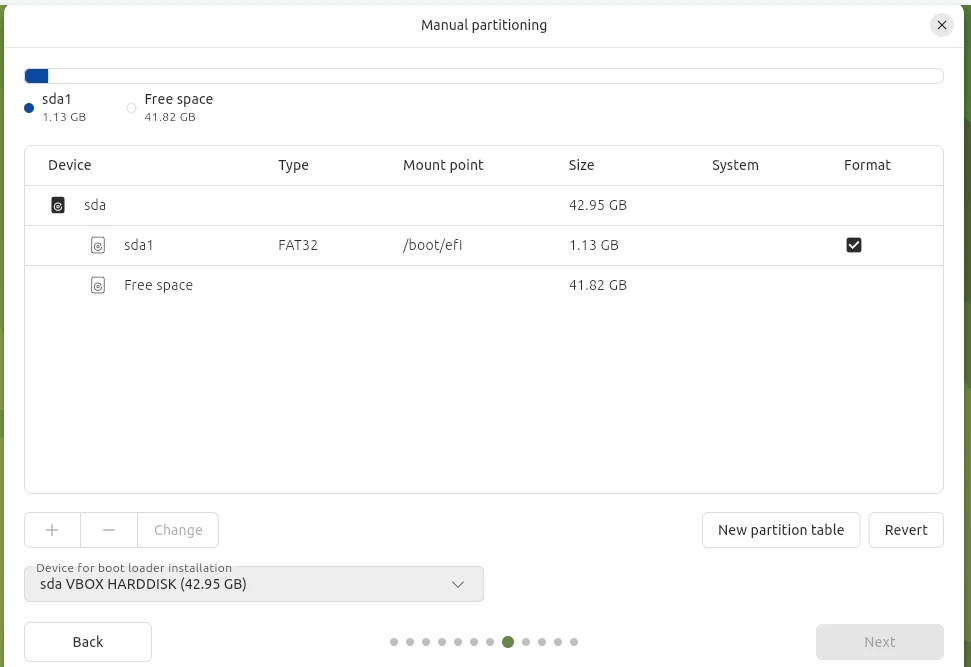 Manual partitioning
sda1
1.13 GB
Free space
41.82 GB
Device Type Mount point Size System Format
sda 42.95 GB
sda1 FAT32 /boot/efi 1.13 GB
Free space 41.82 GB
Change
New partition table
Revert
Device for boot loader installation
sda VBOX HARDDISK (42.95 GB)
Back
Next